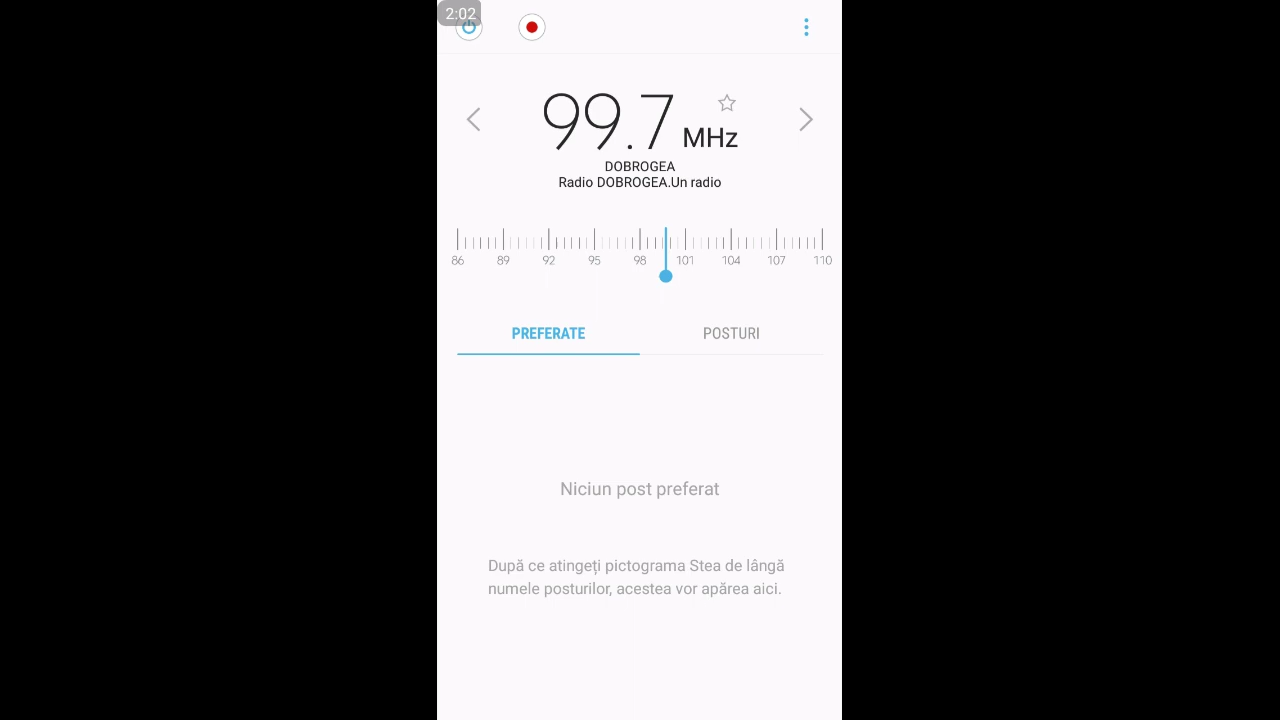 2:02
99.7 MHz
DOBROGEA
Radio DOBROGEA.Un radio
86 89 92 95 98 101 104 107 110
PREFERATE POSTURI
Niciun post preferat
După ce atingeți pictograma Stea de lângă
numele posturilor, acestea vor apărea aici.